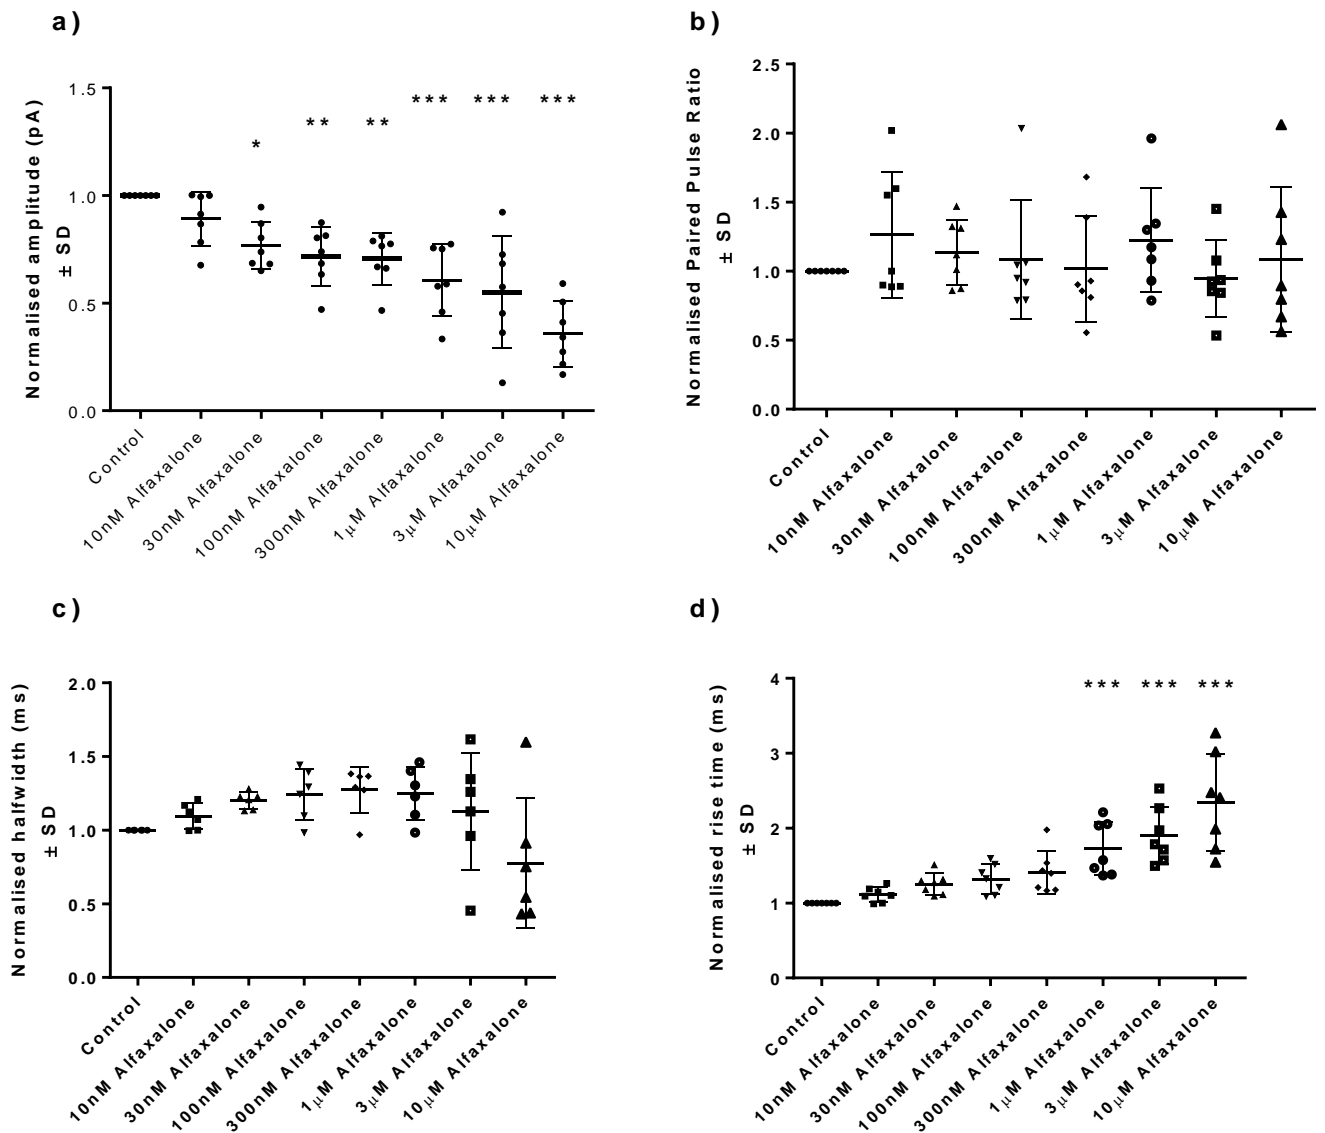 a)
Normalised amplitude (pA)
± SD
1.5
1.0
0.5
0.0
*
**
**
***
***
***
Control
10nM Alfaxalone
30nM Alfaxalone
100nM Alfaxalone
300nM Alfaxalone
1µM Alfaxalone
3µM Alfaxalone
10µM Alfaxalone
b)
Normalised Paired Pulse Ratio
± SD
2.5
2.0
1.5
1.0
0.5
0.0
Control
10nM Alfaxalone
30nM Alfaxalone
100nM Alfaxalone
300nM Alfaxalone
1µM Alfaxalone
3µM Alfaxalone
10µM Alfaxalone
c)
Normalised halfwidth (ms)
± SD
2.0
1.5
1.0
0.5
0.0
Control
10nM Alfaxalone
30nM Alfaxalone
100nM Alfaxalone
300nM Alfaxalone
1µM Alfaxalone
3µM Alfaxalone
10µM Alfaxalone
d)
Normalised rise time (ms)
± SD
4
3
2
1
0
***
***
***
Control
10nM Alfaxalone
30nM Alfaxalone
100nM Alfaxalone
300nM Alfaxalone
1µM Alfaxalone
3µM Alfaxalone
10µM Alfaxalone